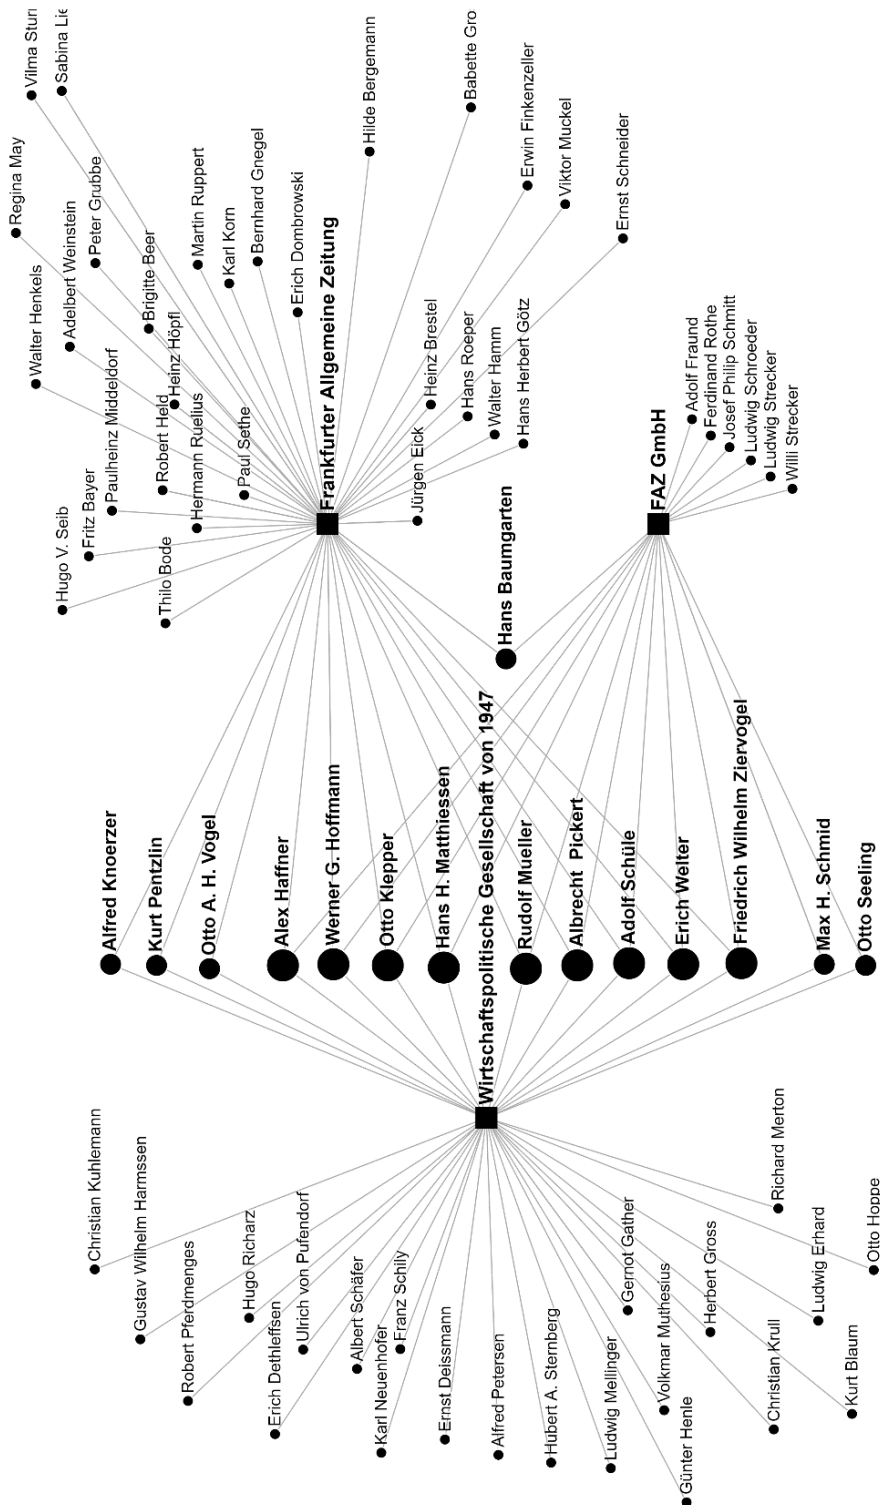 Vilma Stur
Sabina Lie
Regina May
Hilde Bergemann
Babette Gro
Walter Henkels
Adelbert Weinstein
Peter Grubbe
Brigitte Beer
Martin Ruppert
Karl Korn
Bernhard Gnegel
Erich Dombrowski
Erwin Finkenzeller
Viktor Muckel
Ernst Schneider
Hugo V. Seib
Fritz Bayer
Paulheinz Middeldorf
Robert Held
Heinz Höpfl
Hermann Ruelius
Paul Sethe
Thilo Bode
Frankfurter Allgemeine Zeitung
Jürgen Eick
Heinz Brestel
Hans Roeper
Walter Hamm
Hans Herbert Götz
FAZ GmbH
Adolf Fraund
Ferdinand Rothe
Josef Philip Schmitt
Ludwig Schroeder
Ludwig Strecker
Willi Strecker
Hans Baumgarten
Alfred Knoerzer
Kurt Pentzlin
Otto A. H. Vogel
Alex Haffner
Werner G. Hoffmann
Otto Klepper
Hans H. Matthiessen
Rudolf Mueller
Albrecht Pickert
Adolf Schüle
Erich Welter
Friedrich Wilhelm Ziervogel
Max H. Schmid
Otto Seeling
Wirtschaftspolitische Gesellschaft von 1947
Christian Kuhlemann
Gustav Wilhelm Harmssen
Robert Pferdmenges
Hugo Richarz
Erich Dethleffsen
Ulrich von Pufendorf
Albert Schäfer
Karl Neuenhofer
Franz Schily
Ernst Deissmann
Alfred Petersen
Hubert A. Sternberg
Ludwig Mellinger
Gernot Gather
Volkmar Muthesius
Günter Henle
Herbert Gross
Christian Krull
Richard Merton
Ludwig Erhard
Kurt Blaum
Otto Hoppe